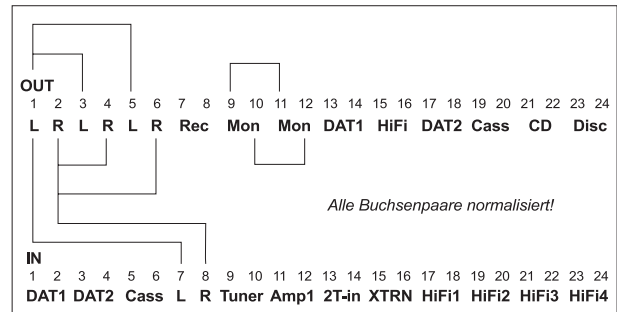 OUT
1 2 3 4 5 6 7 8 9 10 11 12 13 14 15 16 17 18 19 20 21 22 23 24
L R L R L R Rec Mon Mon DAT1 HiFi DAT2 Cass CD Disc
Alle Buchsenpaare normalisiert!
IN
1 2 3 4 5 6 7 8 9 10 11 12 13 14 15 16 17 18 19 20 21 22 23 24
DAT1 DAT2 Cass L R Tuner Amp1 2T-in XTRN HiFi1 HiFi2 HiFi3 HiFi4